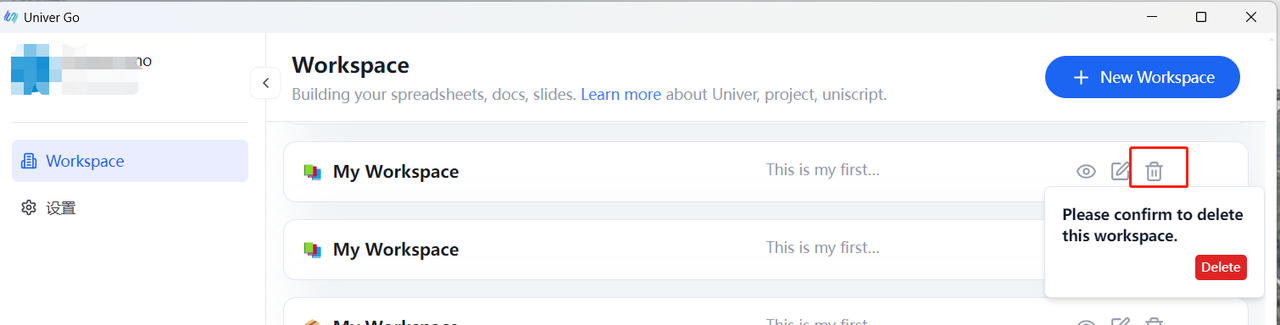 Univer Go
no
Workspace
Building your spreadsheets, docs, slides. Learn more about Univer, project, uniscript.
New Workspace
Workspace
设置
My Workspace
This is my first...
Please confirm to delete
this workspace.
Delete
My Workspace
This is my first...
My Workspace
This is my first...